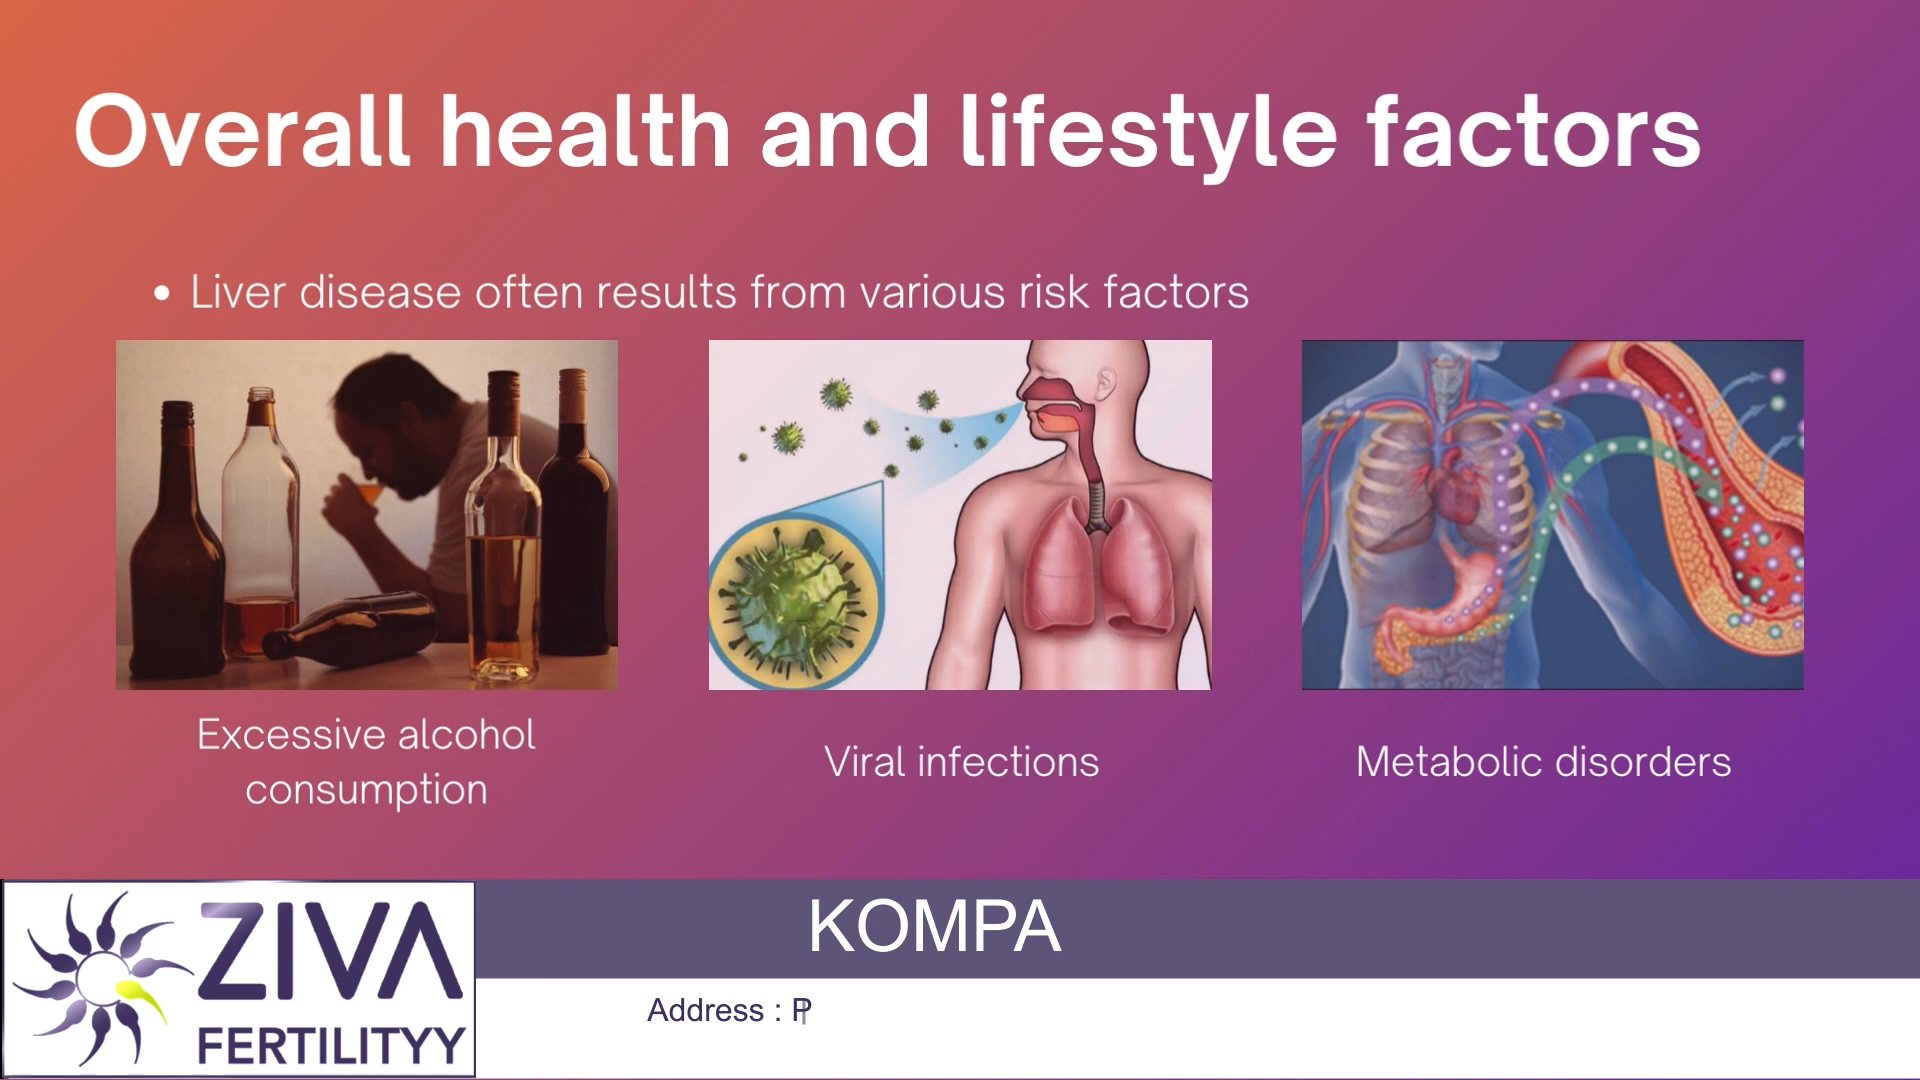 Overall health and lifestyle factors
• Liver disease often results from various risk factors
Excessive alcohol
consumption
Viral infections
Metabolic disorders
ZIVA
FERTILITYY
KOMPA
Address : P